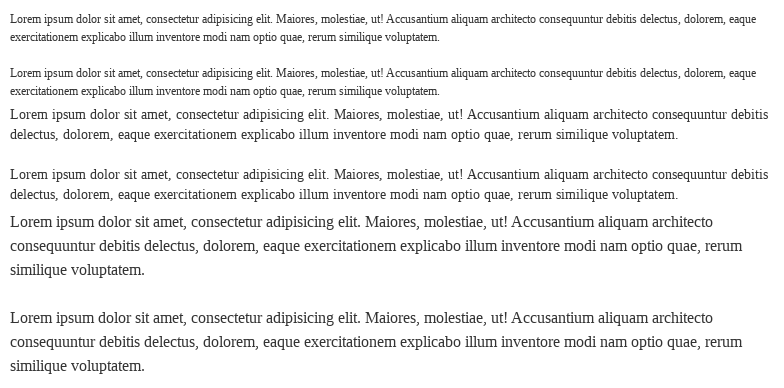 Lorem ipsum dolor sit amet, consectetur adipisicing elit. Maiores, molestiae, ut! Accusantium aliquam architecto consequuntur debitis delectus, dolorem, eaque
exercitationem explicabo illum inventore modi nam optio quae, rerum similique voluptatem.
Lorem ipsum dolor sit amet, consectetur adipisicing elit. Maiores, molestiae, ut! Accusantium aliquam architecto consequuntur debitis delectus, dolorem, eaque
exercitationem explicabo illum inventore modi nam optio quae, rerum similique voluptatem.
Lorem ipsum dolor sit amet, consectetur adipisicing elit. Maiores, molestiae, ut! Accusantium aliquam architecto consequuntur debitis
delectus, dolorem, eaque exercitationem explicabo illum inventore modi nam optio quae, rerum similique voluptatem.
Lorem ipsum dolor sit amet, consectetur adipisicing elit. Maiores, molestiae, ut! Accusantium aliquam architecto consequuntur debitis
delectus, dolorem, eaque exercitationem explicabo illum inventore modi nam optio quae, rerum similique voluptatem.
Lorem ipsum dolor sit amet, consectetur adipisicing elit. Maiores, molestiae, ut! Accusantium aliquam architecto
consequuntur debitis delectus, dolorem, eaque exercitationem explicabo illum inventore modi nam optio quae, rerum
similique voluptatem.
Lorem ipsum dolor sit amet, consectetur adipisicing elit. Maiores, molestiae, ut! Accusantium aliquam architecto
consequuntur debitis delectus, dolorem, eaque exercitationem explicabo illum inventore modi nam optio quae, rerum
similique voluptatem.